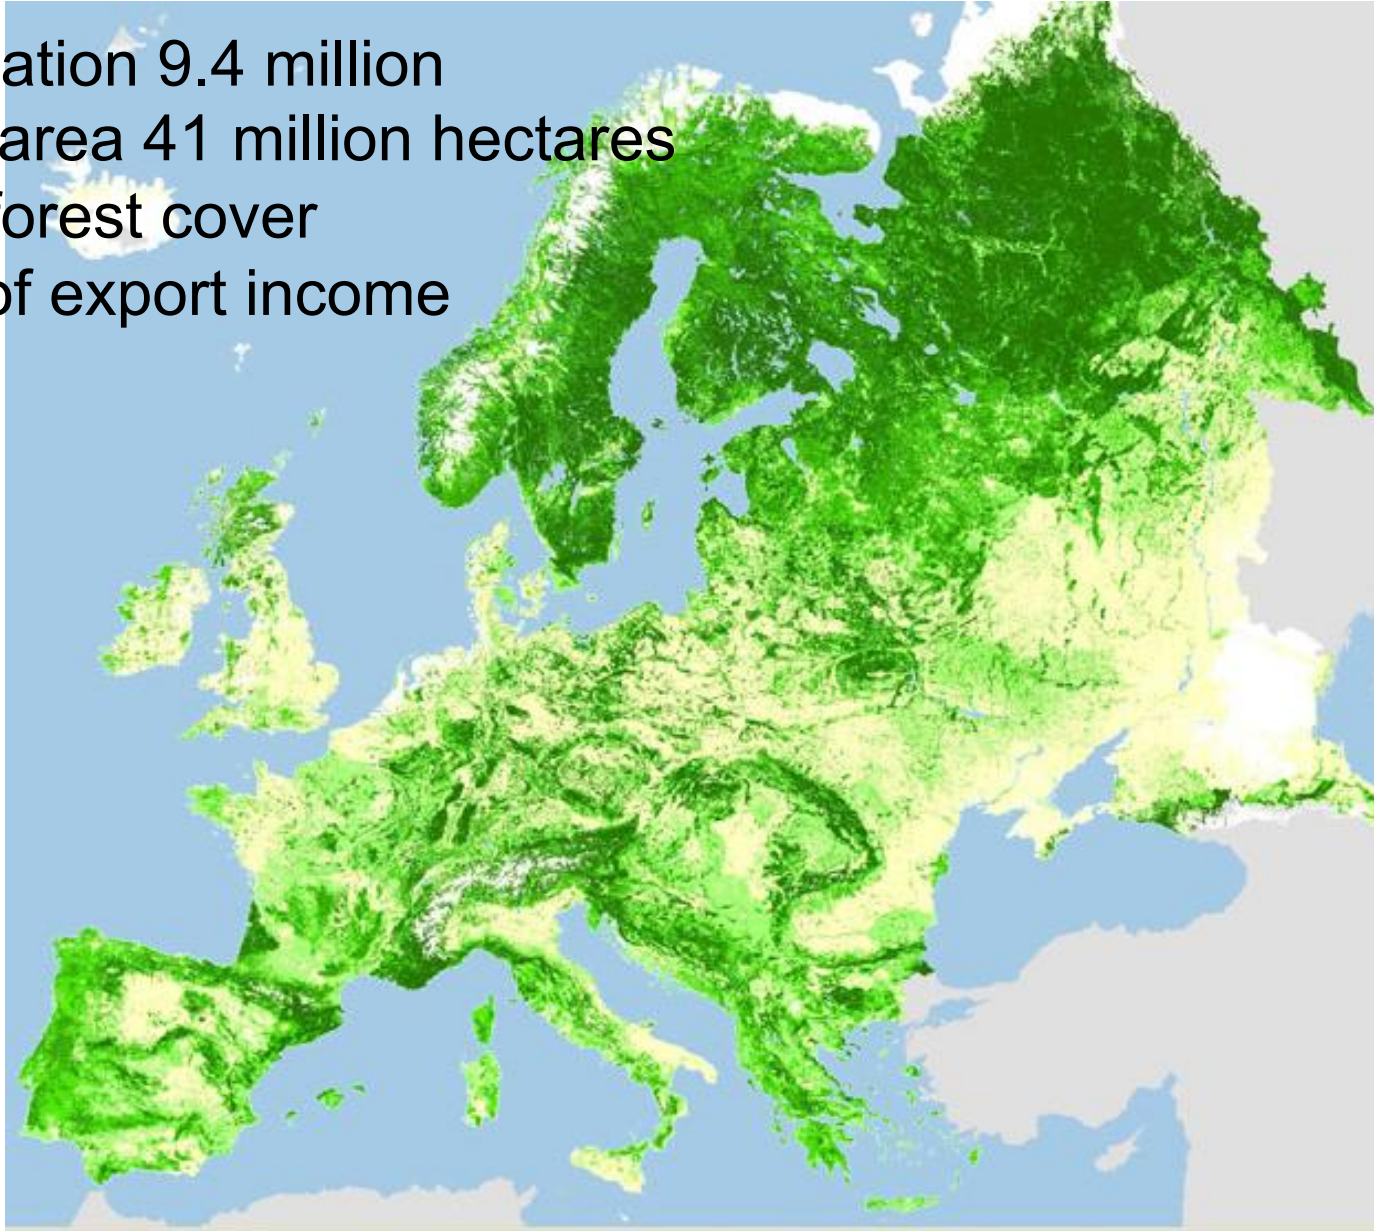 ation 9.4 million
area 41 million hectares
forest cover
of export income